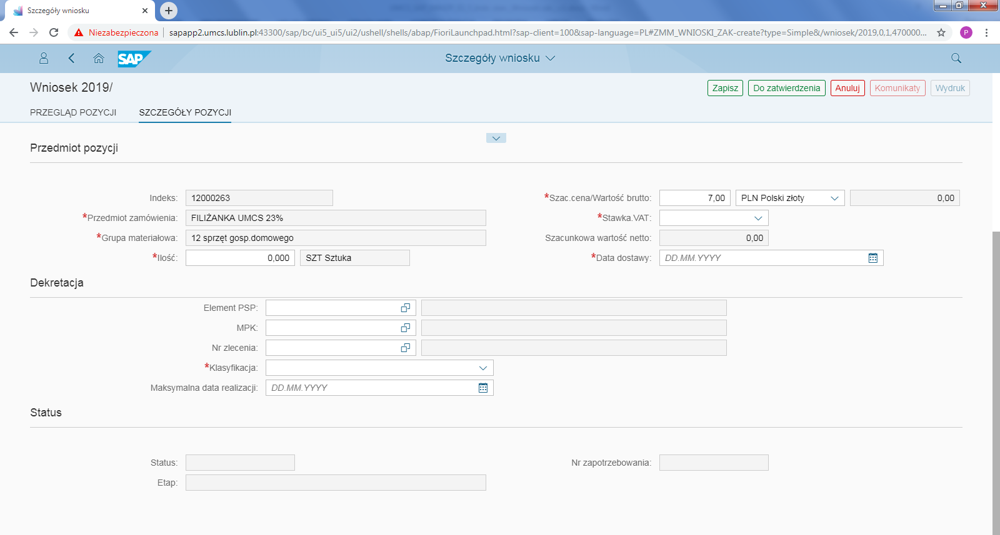 Szczegóły wniosku
Niezabezpieczona sapapp2.umcs.lublin.pl:43300/sap/bc/ui5_ui5/ui2/ushell/shells/abap/FioriLaunchpad.html?sap-client=100&sap-language=PL#ZMM_WNIOSKI_ZAK-create?type=Simple&/wniosek/2019,0,1,470000... P
SAP Szczegóły wniosku
Wniosek 2019/ Zapisz Do zatwierdzenia Anuluj Komunikaty Wydruk
PRZEGLĄD POZYCJI SZCZEGÓŁY POZYCJI
Przedmiot pozycji
Indeks: 12000263 *Szac.cena/Wartość brutto: 7,00 PLN Polski złoty 0,00
*Przedmiot zamówienia: FILIŻANKA UMCS 23% *Stawka.VAT:
*Grupa materiałowa: 12 sprzęt gosp.domowego Szacunkowa wartość netto: 0,00
*Ilość: 0,000 SZT Sztuka *Data dostawy: DD.MM.YYYY
Dekretacja
Element PSP:
MPK:
Nr zlecenia:
*Klasyfikacja:
Maksymalna data realizacji: DD.MM.YYYY
Status
Status: Nr zapotrzebowania:
Etap: